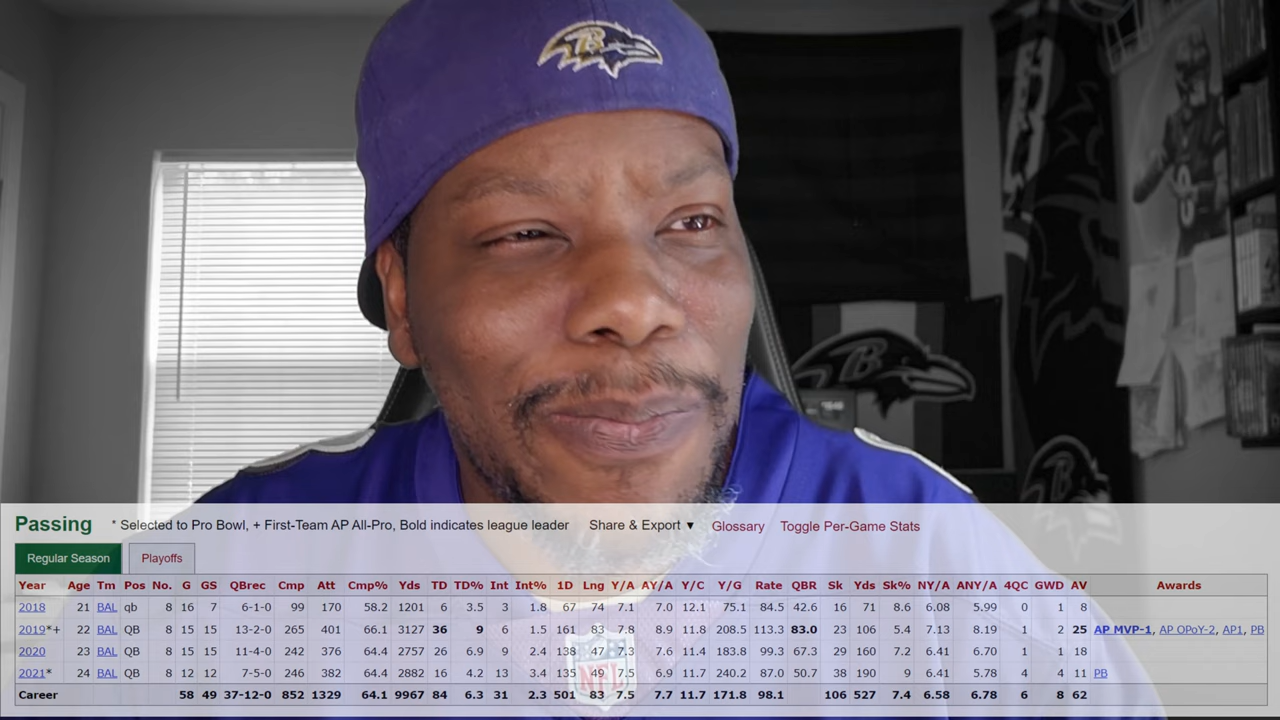 B
B
B
NFL
Passing * Selected to Pro Bowl, + First-Team AP All-Pro, Bold indicates league leader Share & Export ▼ Glossary Toggle Per-Game Stats
Regular Season Playoffs
Year Age Tm Pos No. G GS QBrec Cmp Att Cmp% Yds TD TD% Int Int% 1D Lng Y/A AY/A Y/C Y/G Rate QBR Sk Yds Sk% NY/A ANY/A 4QC GWD AV Awards
2018 21 BAL qb 8 16 7 6-1-0 99 170 58.2 1201 6 3.5 3 1.8 67 74 7.1 7.0 12.1 75.1 84.5 42.6 16 71 8.6 6.08 5.99 0 1 8
2019*+ 22 BAL QB 8 15 15 13-2-0 265 401 66.1 3127 36 9 6 1.5 161 83 7.8 8.9 11.8 208.5 113.3 83.0 23 106 5.4 7.13 8.19 1 2 25 AP MVP-1, AP OPoY-2, AP1, PB
2020 23 BAL QB 8 15 15 11-4-0 242 376 64.4 2757 26 6.9 9 2.4 138 47 7.3 7.6 11.4 183.8 99.3 67.3 29 160 7.2 6.41 6.70 1 1 18
2021* 24 BAL QB 8 12 12 7-5-0 246 382 64.4 2882 16 4.2 13 3.4 135 49 7.5 6.9 11.7 240.2 87.0 50.7 38 190 9 6.41 5.78 4 4 11 PB
Career 58 49 37-12-0 852 1329 64.1 9967 84 6.3 31 2.3 501 83 7.5 7.7 11.7 171.8 98.1 106 527 7.4 6.58 6.78 6 8 62